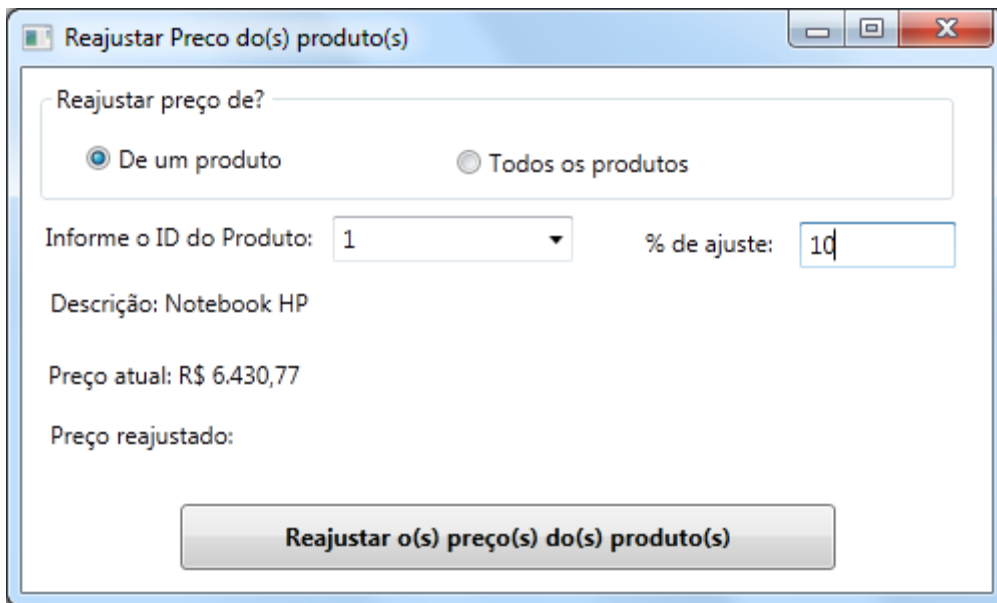 Reajustar Preco do(s) produto(s)
Reajustar preço de?
De um produto Todos os produtos
Informe o ID do Produto: 1 % de ajuste: 10
Descrição: Notebook HP
Preço atual: R$ 6.430,77
Preço reajustado:
Reajustar o(s) preço(s) do(s) produto(s)